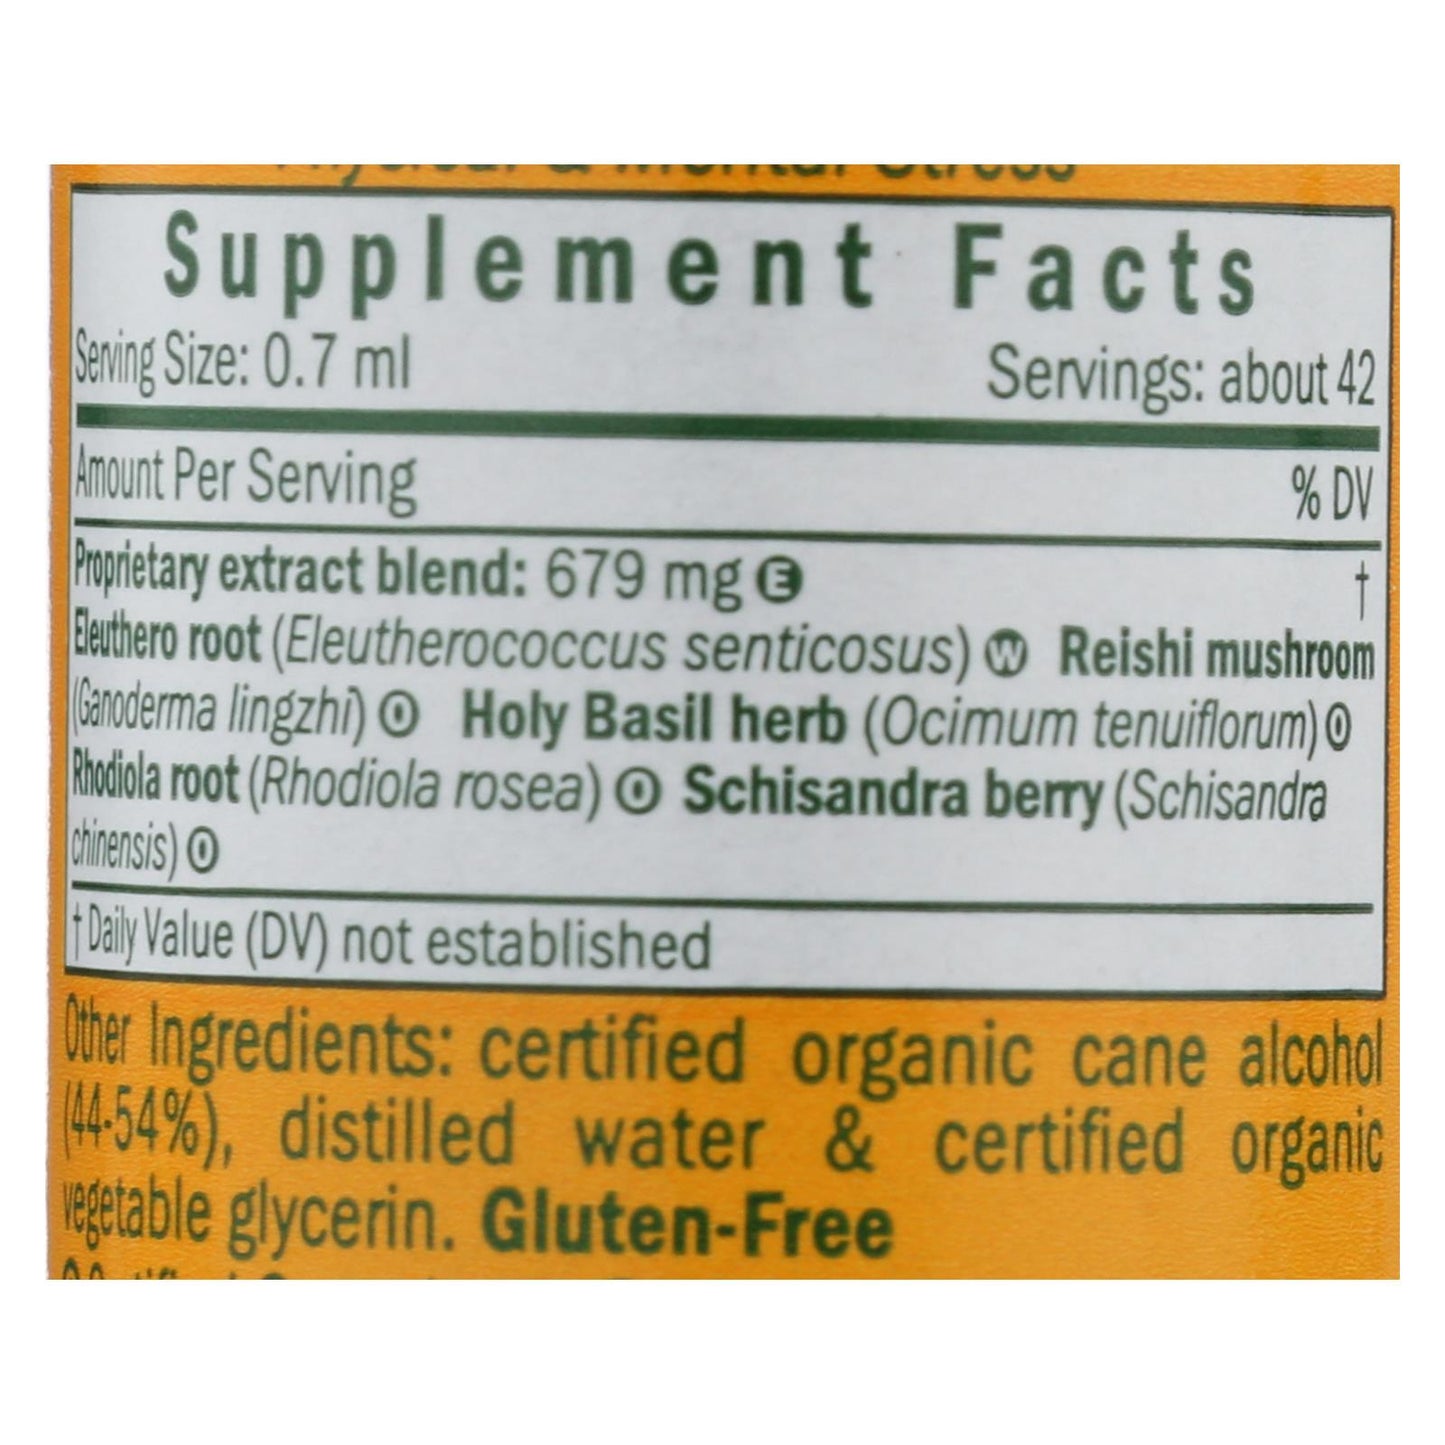 Physical & Mental Stress
Supplement Facts
Serving Size: 0.7 ml Servings: about 42
Amount Per Serving % DV
Proprietary extract blend: 679 mg Ⓔ †
Eleuthero root (Eleutherococcus senticosus) Ⓦ Reishi mushroom
(Ganoderma lingzhi) Ⓞ Holy Basil herb (Ocimum tenuiflorum) Ⓞ
Rhodiola root (Rhodiola rosea) Ⓞ Schisandra berry (Schisandra
chinensis) Ⓞ
† Daily Value (DV) not established
Other Ingredients: certified organic cane alcohol
(44-54%), distilled water & certified organic
vegetable glycerin. Gluten-Free